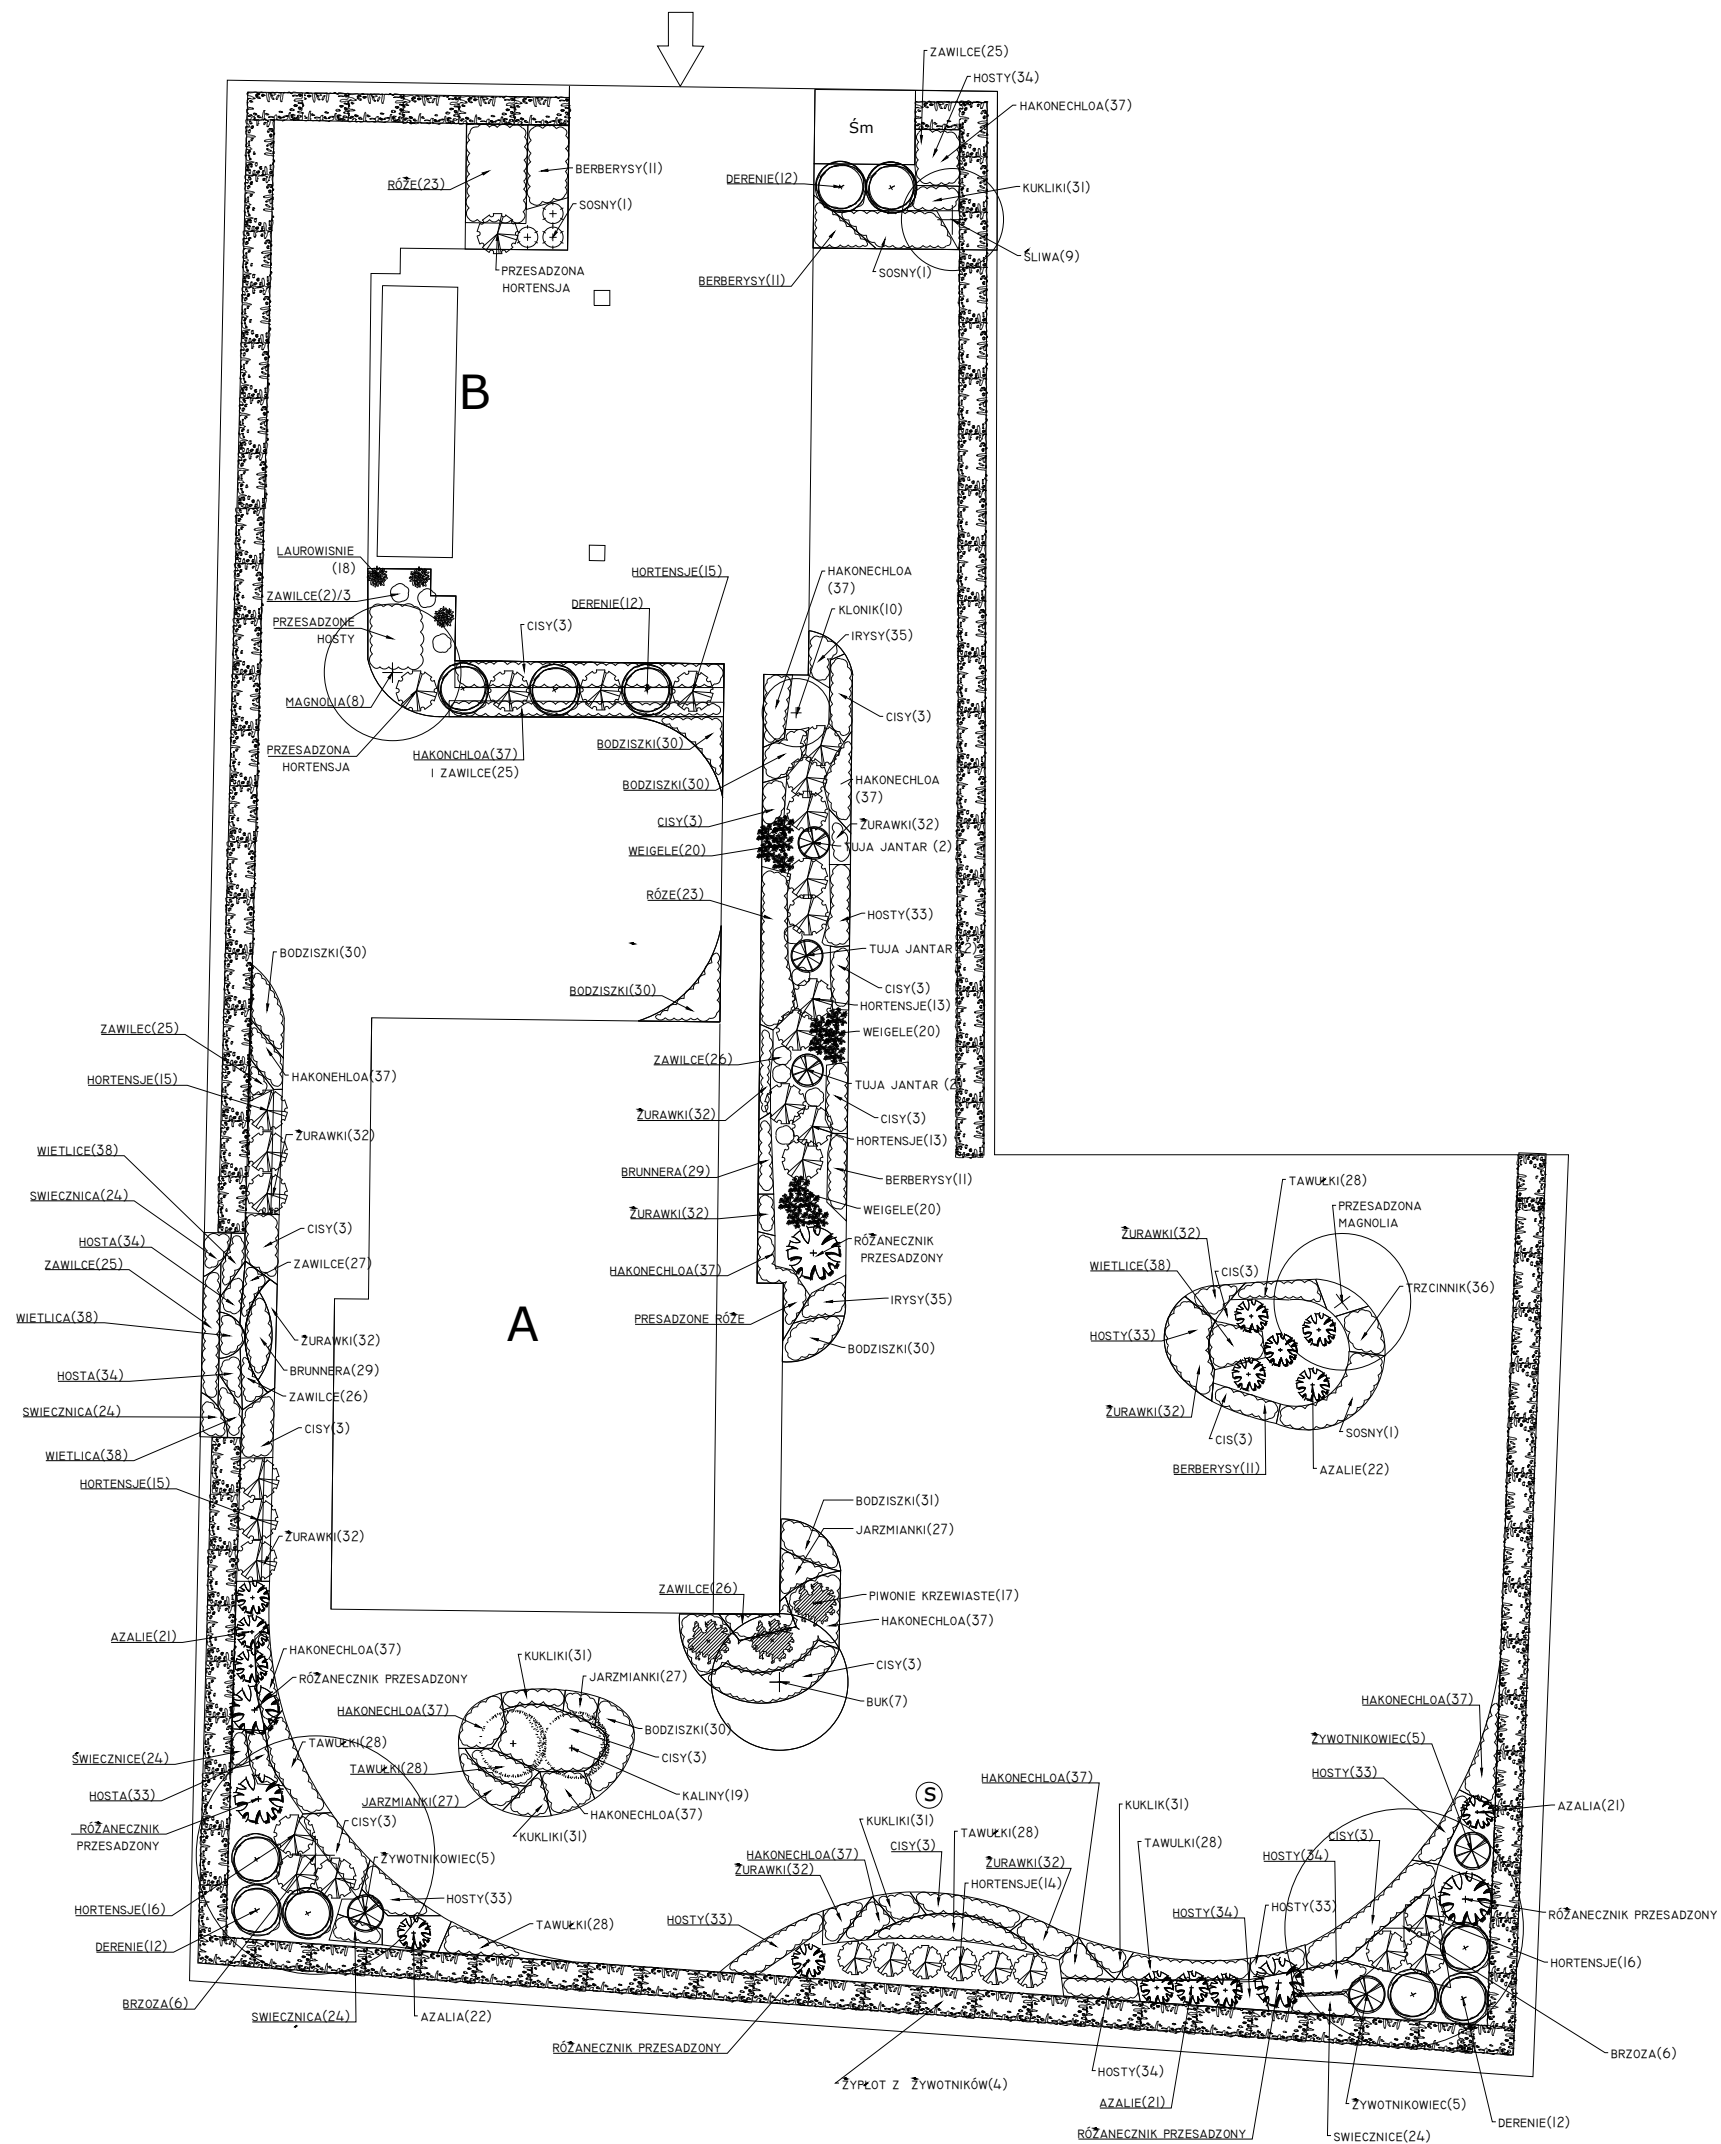 ZAWILCE(25)
HOSTY(34)
HAKONECHLOA(37)
Śm
BERBERYSY(11)
RÓŻE(23)
DERENIE(12)
KUKLIKI(31)
SOSNY(1)
ŚLIWA(9)
PRZESADZONA
HORTENSJA
BERBERYSY(11)
SOSNY(1)
B
LAUROWISNIE
(18)
HORTENSJE(15)
HAKONECHLOA
(37)
ZAWILCE(2)/3
DERENIE(12)
KLONIK(10)
PRZESADZONE
HOSTY
CISY(3)
IRYSY(35)
MAGNOLIA(8)
CISY(3)
PRZESADZONA
HORTENSJA
HAKONCHLOA(37)
I ZAWILCE(25)
BODZISZKI(30)
BODZISZKI(30)
HAKONECHLOA
(37)
CISY(3)
ŻURAWKI(32)
WEIGELE(20)
TUJA JANTAR (2)
RÓZE(23)
HOSTY(33)
BODZISZKI(30)
TUJA JANTAR (2)
BODZISZKI(30)
CISY(3)
HORTENSJE(13)
ZAWILEC(25)
WEIGELE(20)
ZAWILCE(26)
HAKONEHLOA(37)
HORTENSJE(15)
TUJA JANTAR (2
ŻURAWKI(32)
CISY(3)
ŻURAWKI(32)
HORTENSJE(13)
WIETLICE(38)
BRUNNERA(29)
BERBERYSY(11)
TAWUŁKI(28)
SWIECZNICA(24)
ŻURAWKI(32)
WEIGELE(20)
PRZESADZONA
MAGNOLIA
CISY(3)
HOSTA(34)
RÓŻANECZNIK
PRZESADZONY
ŻURAWKI(32)
ZAWILCE(25)
ZAWILCE(27)
HAKONECHLOA(37)
WIETLICE(38)
CIS(3)
TRZCINNIK(36)
IRYSY(35)
WIETLICA(38)
A
PRESADZONE RÓŻE
ŻURAWKI(32)
HOSTY(33)
BODZISZKI(30)
BRUNNERA(29)
HOSTA(34)
ZAWILCE(26)
SWIECZNICA(24)
ŻURAWKI(32)
CISY(3)
CIS(3)
SOSNY(1)
WIETLICA(38)
BERBERYSY(11)
AZALIE(22)
HORTENSJE(15)
BODZISZKI(31)
JARZMIANKI(27)
ŻURAWKI(32)
ZAWILCE(26)
PIWONIE KRZEWIASTE(17)
HAKONECHLOA(37)
AZALIE(21)
HAKONECHLOA(37)
KUKLIKI(31)
CISY(3)
RÓŻANECZNIK PRZESADZONY
JARZMIANKI(27)
BUK(7)
HAKONECHLOA(37)
HAKONECHLOA(37)
BODZISZKI(30)
ŻYWOTNIKOWIEC(5)
TAWUŁKI(28)
ŚWIECZNICE(24)
CISY(3)
TAWUŁKI(28)
HOSTY(33)
HAKONECHLOA(37)
HOSTA(33)
KALINY(19)
S
JARZMIANKI(27)
KUKLIK(31)
AZALIA(21)
HAKONECHLOA(37)
KUKLIKI(31)
CISY(3)
RÓŻANECZNIK
PRZESADZONY
KUKLIKI(31)
TAWUŁKI(28)
CISY(3)
CISY(3)
TAWUŁKI(28)
ŻYWOTNIKOWIEC(5)
HAKONECHLOA(37)
ŻURAWKI(32)
ŻURAWKI(32)
HOSTY(34)
HORTENSJE(14)
HOSTY(33)
HORTENSJE(16)
HOSTY(33)
HOSTY(34)
HOSTY(33)
RÓŻANECZNIK PRZESADZONY
TAWUŁKI(28)
DERENIE(12)
HORTENSJE(16)
BRZOZA(6)
SWIECZNICA(24)
AZALIA(22)
RÓŻANECZNIK PRZESADZONY
BRZOZA(6)
HOSTY(34)
ŻYPŁOT Z ŻYWOTNIKÓW(4)
AZALIE(21)
ŻYWOTNIKOWIEC(5)
DERENIE(12)
RÓŻANECZNIK PRZESADZONY
SWIECZNICE(24)